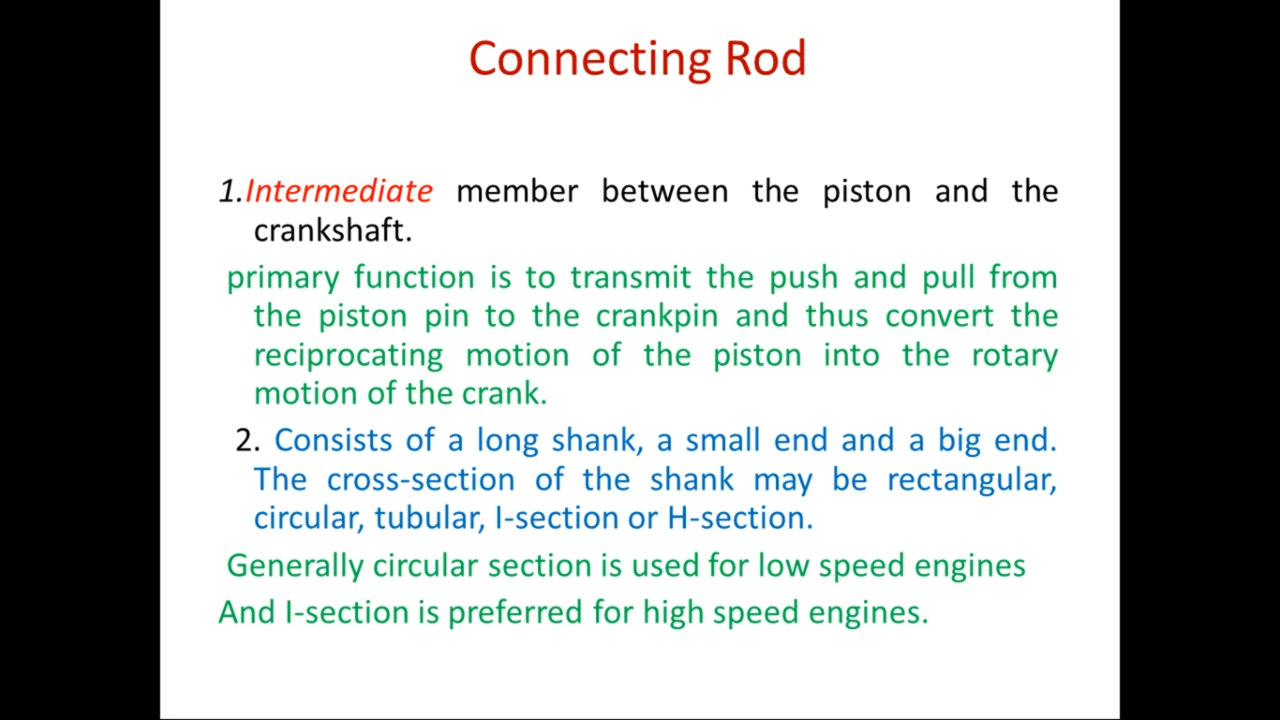 Connecting Rod
1.Intermediate member between the piston and the
crankshaft.
primary function is to transmit the push and pull from
the piston pin to the crankpin and thus convert the
reciprocating motion of the piston into the rotary
motion of the crank.
2. Consists of a long shank, a small end and a big end.
The cross-section of the shank may be rectangular,
circular, tubular, I-section or H-section.
Generally circular section is used for low speed engines
And I-section is preferred for high speed engines.